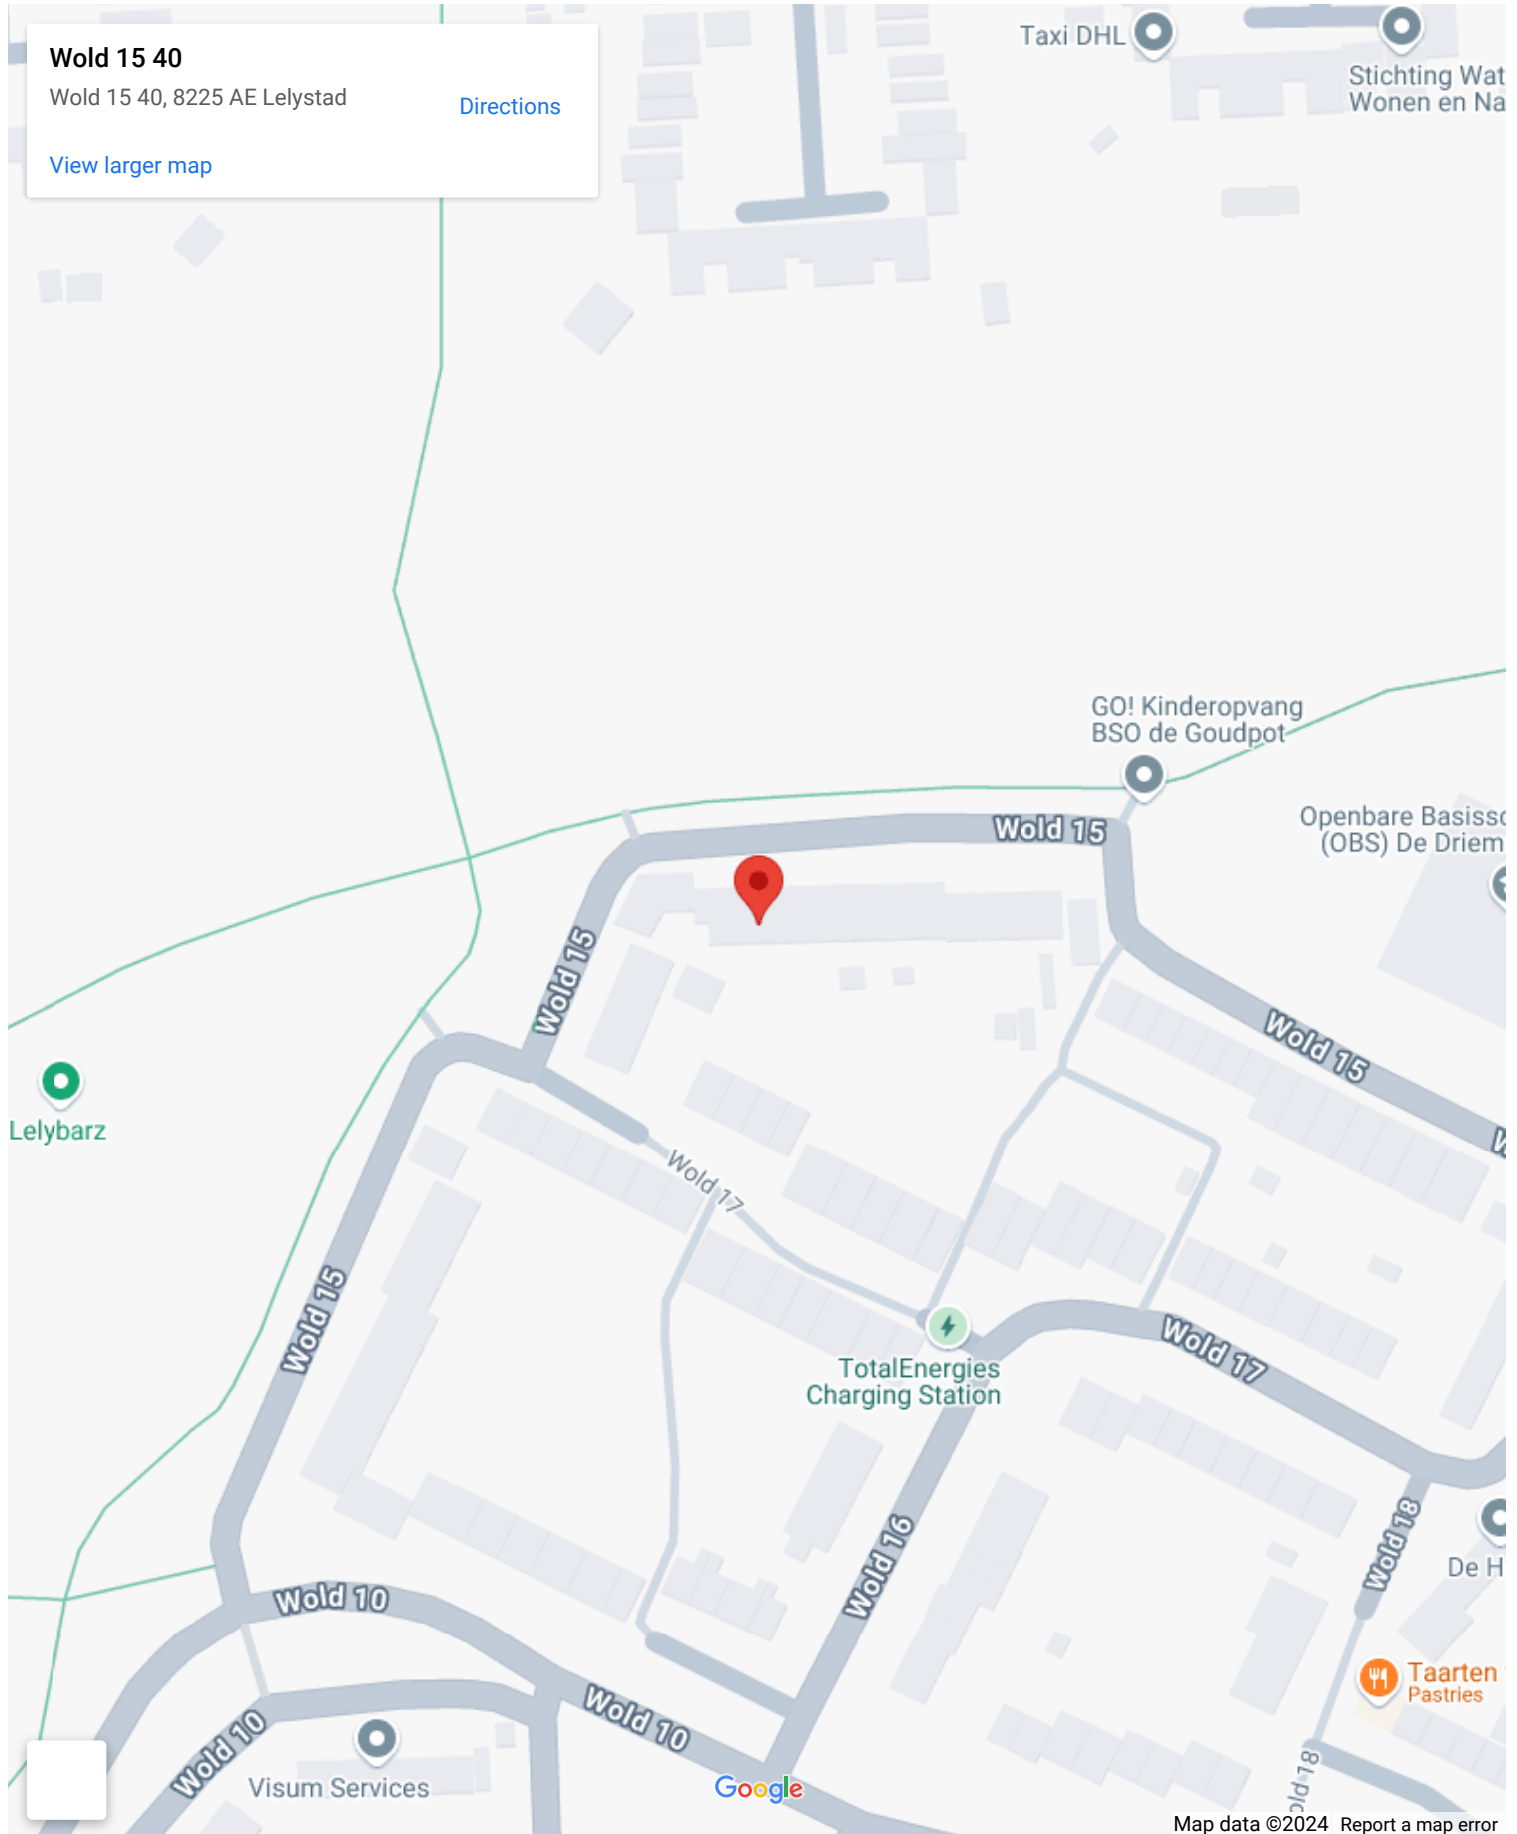 Wold 15 40
Wold 15 40, 8225 AE Lelystad
Directions
View larger map
Taxi DHL
Stichting Wat
Wonen en Na
GO! Kinderopvang
BSO de Goudpot
Openbare Basissc
(OBS) De Driem
Wold 15
Wold 15
Wold 15
W
Lelybarz
Wold 17
Wold 15
TotalEnergies
Charging Station
Wold 17
Wold 16
Wold 18
De H
Wold 10
Taarten
Pastries
Wold 10
Wold 10
Visum Services
Google
old 18
Map data ©2024
Report a map error